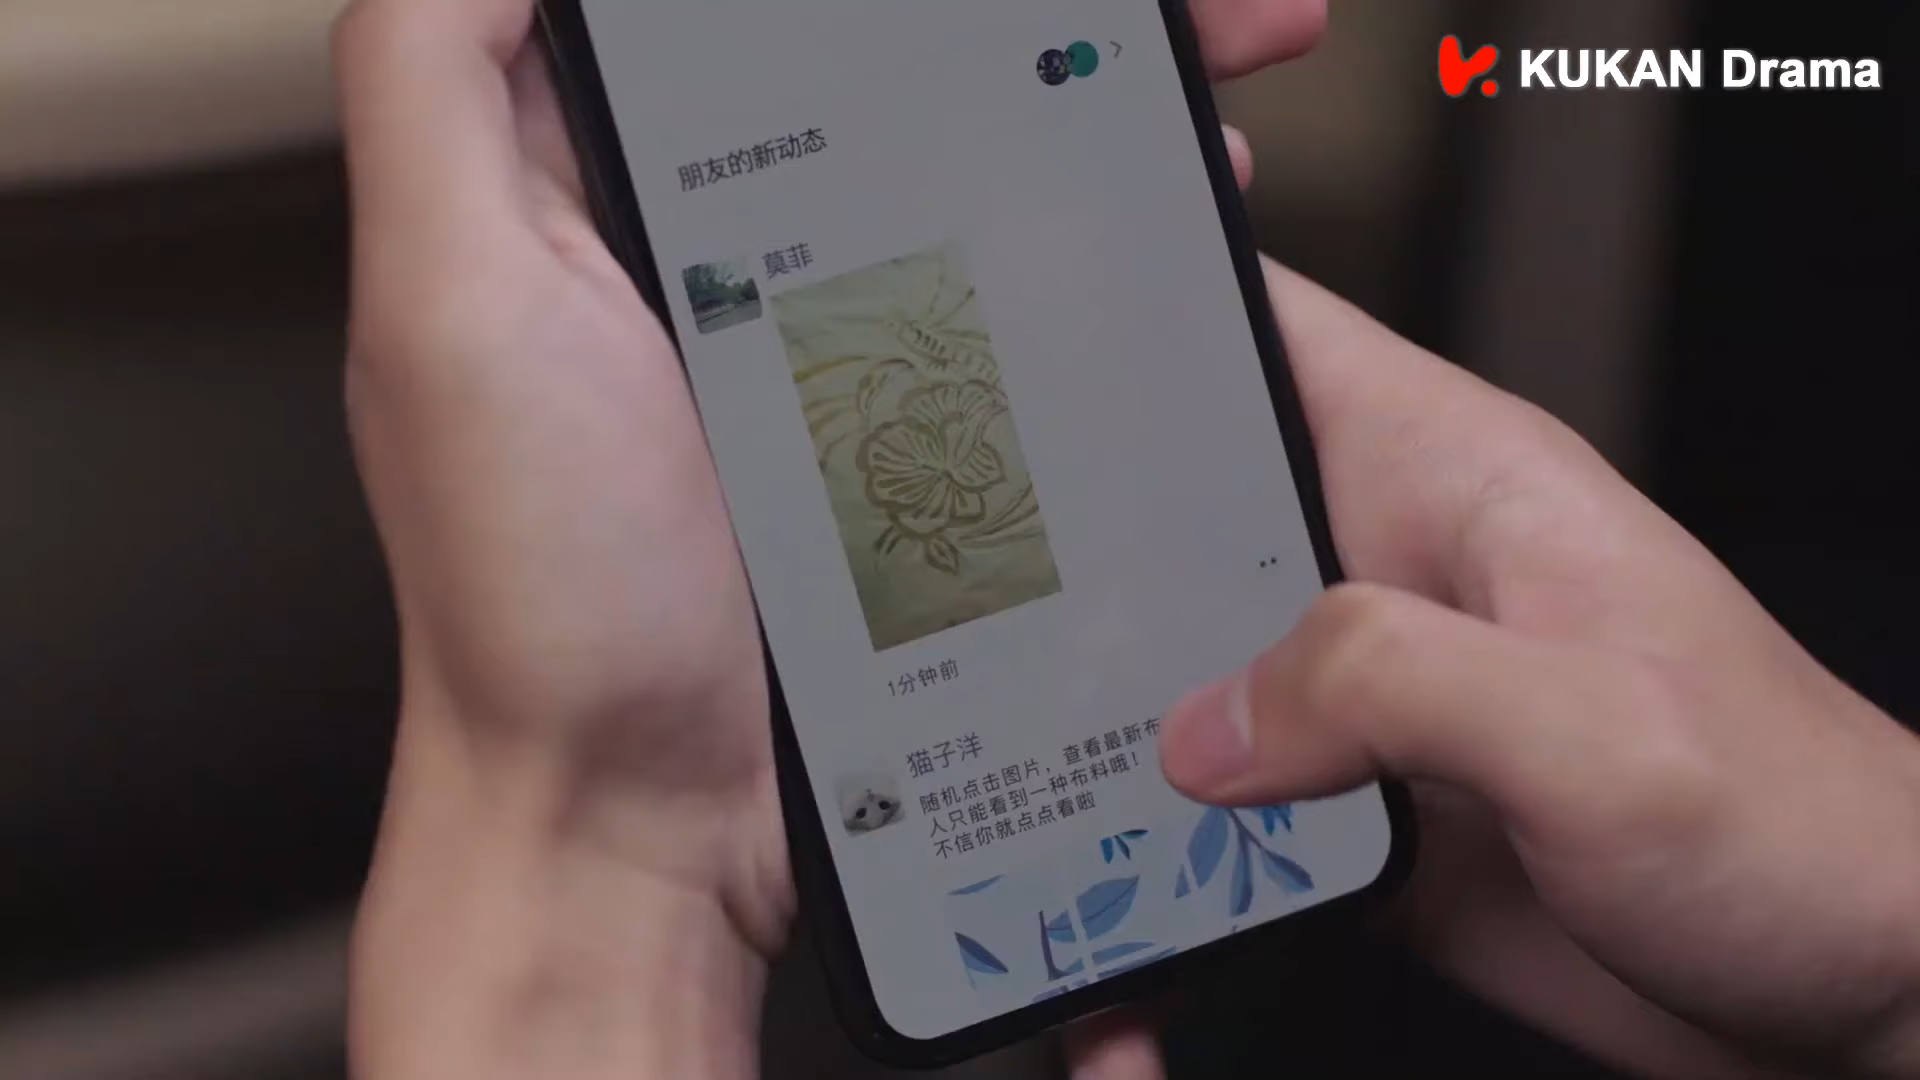 KUKAN Drama
朋友的新动态
莫菲
1分钟前
猫子洋
随机点击图片，查看最新布
人只能看到一种布料哦！
不信你就点点看啦